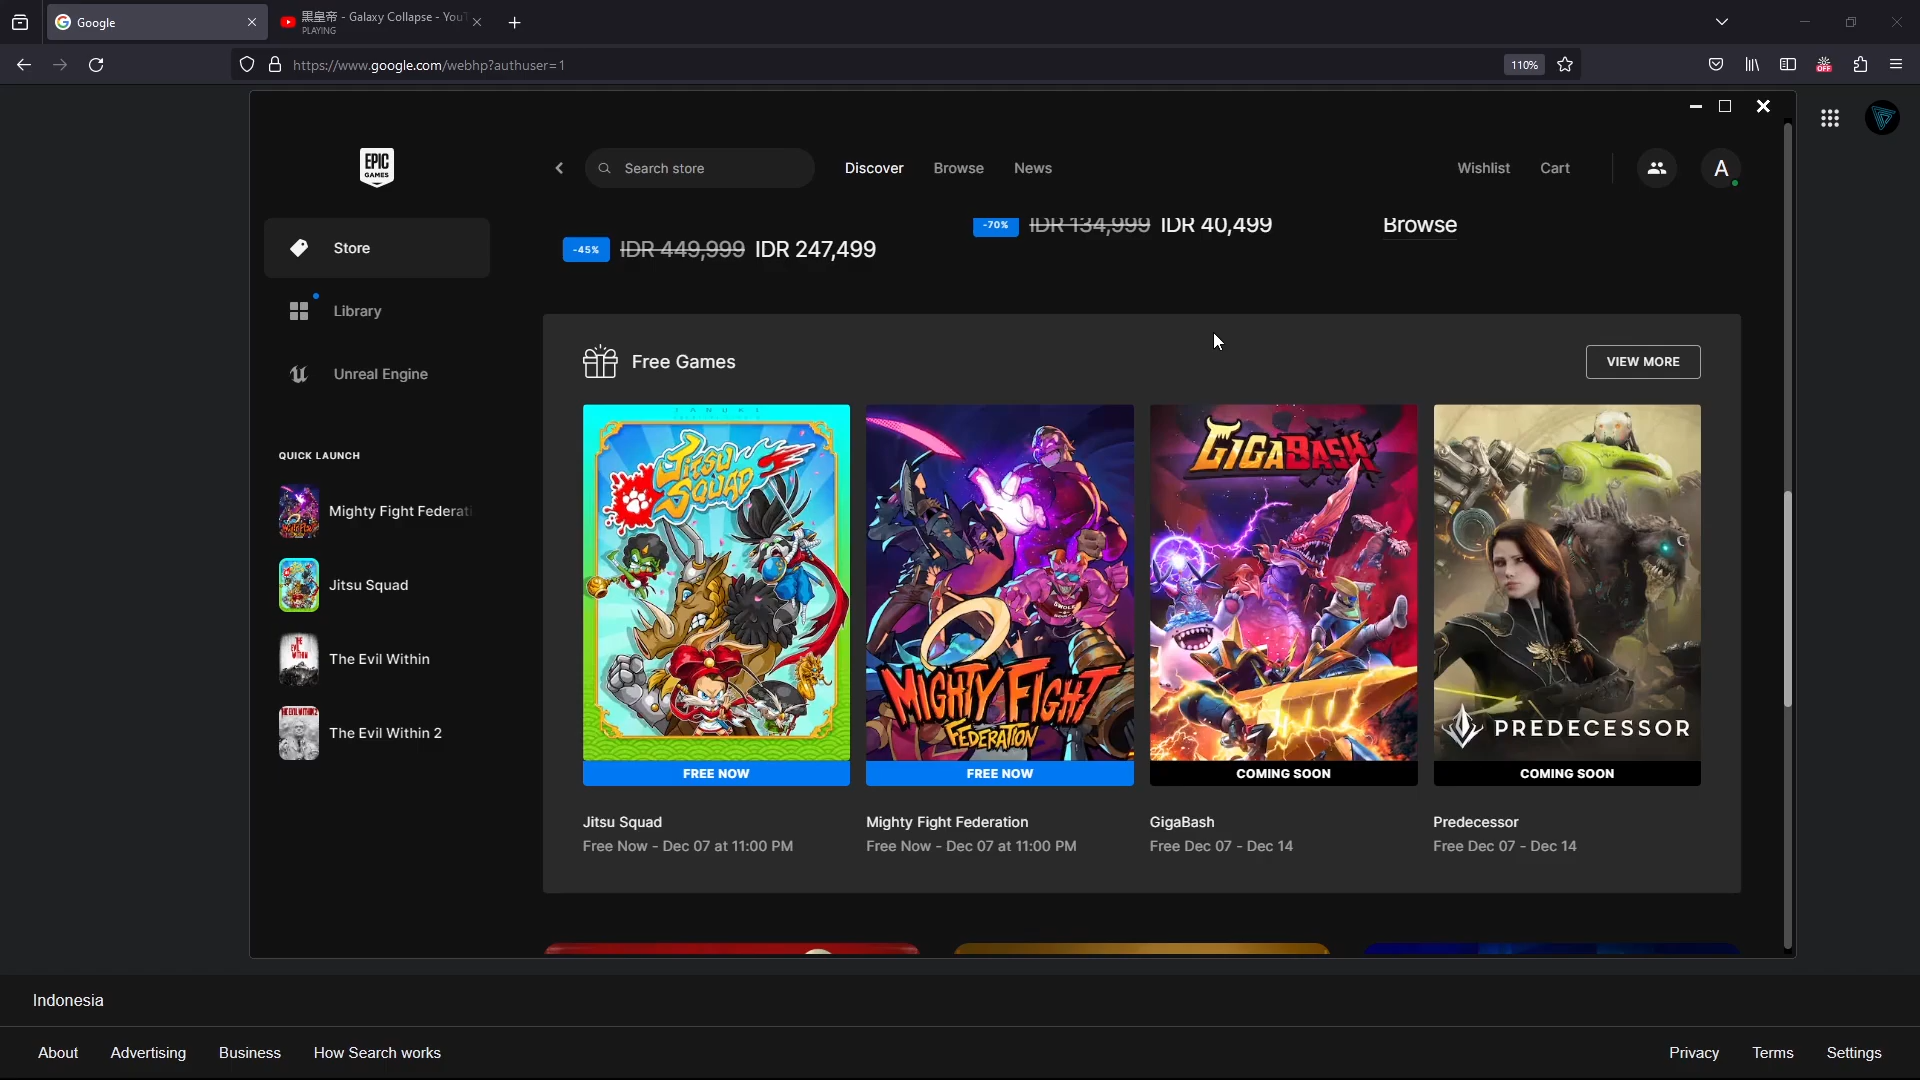 Google
黒皇帝 - Galaxy Collapse - YouT
PLAYING
https://www.google.com/webhp?authuser=1
110%
OFF
EPIC
GAMES
Search store
Discover
Browse
News
Wishlist
Cart
A
Store
Library
Unreal Engine
QUICK LAUNCH
Mighty Fight Federati
Jitsu Squad
The Evil Within
The Evil Within 2
-45% IDR 449,999 IDR 247,499
-70% IDR 134,999 IDR 40,499
Browse
Free Games
VIEW MORE
JITSU
SQUAD
FREE NOW
Jitsu Squad
Free Now - Dec 07 at 11:00 PM
MIGHTY FIGHT
FEDERATION
FREE NOW
Mighty Fight Federation
Free Now - Dec 07 at 11:00 PM
GIGABASH
COMING SOON
GigaBash
Free Dec 07 - Dec 14
PREDECESSOR
COMING SOON
Predecessor
Free Dec 07 - Dec 14
Indonesia
About
Advertising
Business
How Search works
Privacy
Terms
Settings